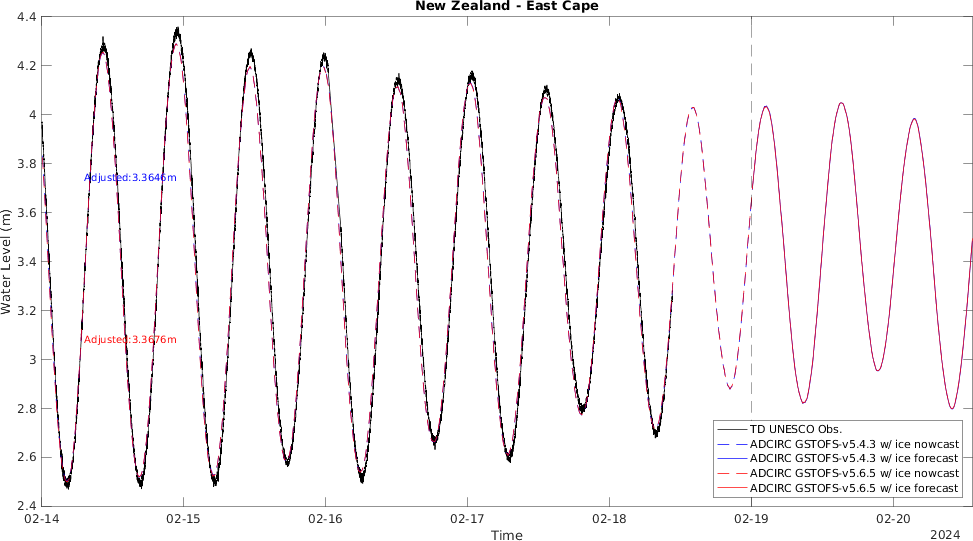 New Zealand - East Cape
4.4
4.2
4
3.8
3.6
3.4
3.2
3
2.8
2.6
2.4
Water Level (m)
Adjusted:3.3646m
Adjusted:3.3676m
TD UNESCO Obs.
ADCIRC GSTOFS-v5.4.3 w/ ice nowcast
ADCIRC GSTOFS-v5.4.3 w/ ice forecast
ADCIRC GSTOFS-v5.6.5 w/ ice nowcast
ADCIRC GSTOFS-v5.6.5 w/ ice forecast
02-14 02-15 02-16 02-17 02-18 02-19 02-20
Time
2024